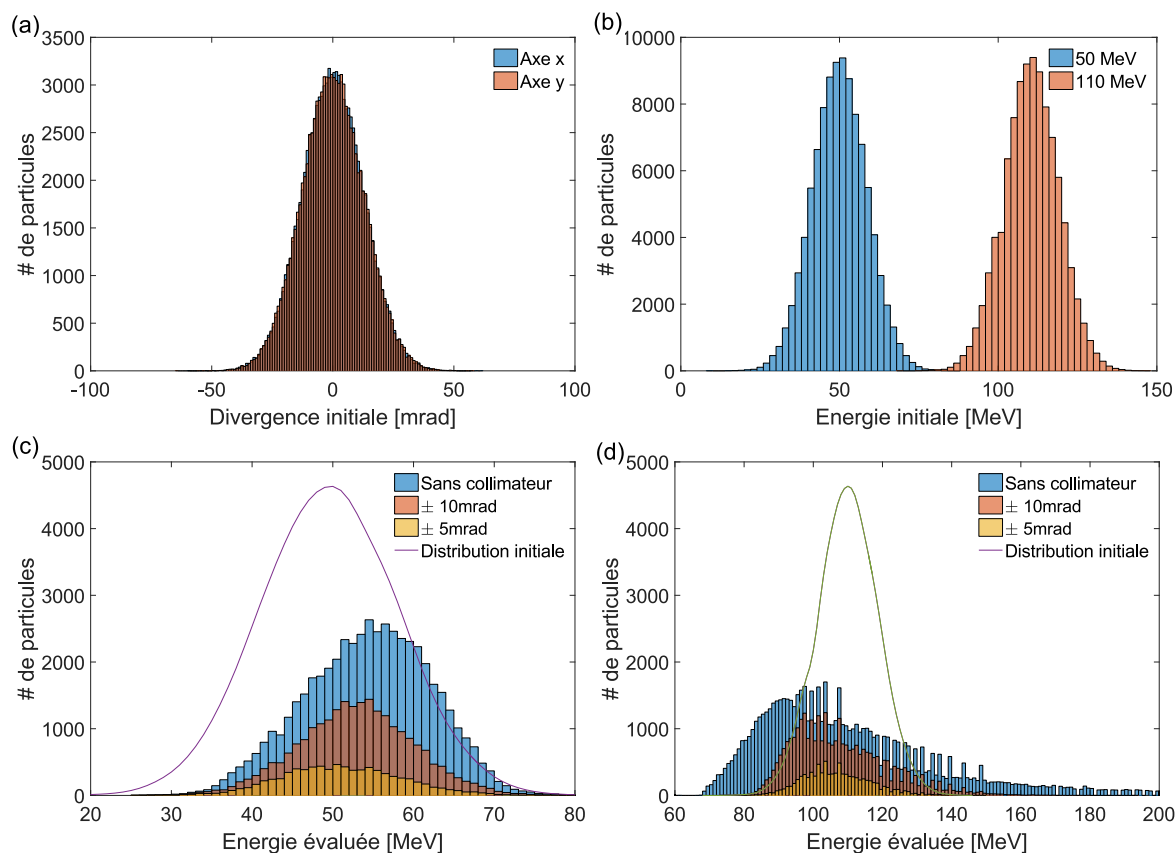 (a)
3500
3000
2500
2000
1500
1000
500
0
# de particules
-100
-50
0
50
100
Divergence initiale [mrad]
Axe x
Axe y
(b)
10000
8000
6000
4000
2000
0
# de particules
0
50
100
150
Energie initiale [MeV]
50 MeV
110 MeV
(c)
5000
4000
3000
2000
1000
0
# de particules
20
30
40
50
60
70
80
Energie évaluée [MeV]
Sans collimateur
± 10mrad
± 5mrad
Distribution initiale
(d)
5000
4000
3000
2000
1000
0
# de particules
60
80
100
120
140
160
180
200
Energie évaluée [MeV]
Sans collimateur
± 10mrad
± 5mrad
Distribution initiale